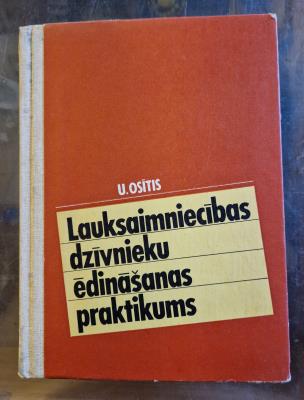 U.OSĪTIS
Lauksaimniecības
dzīvnieku
ēdināšanas
praktikums